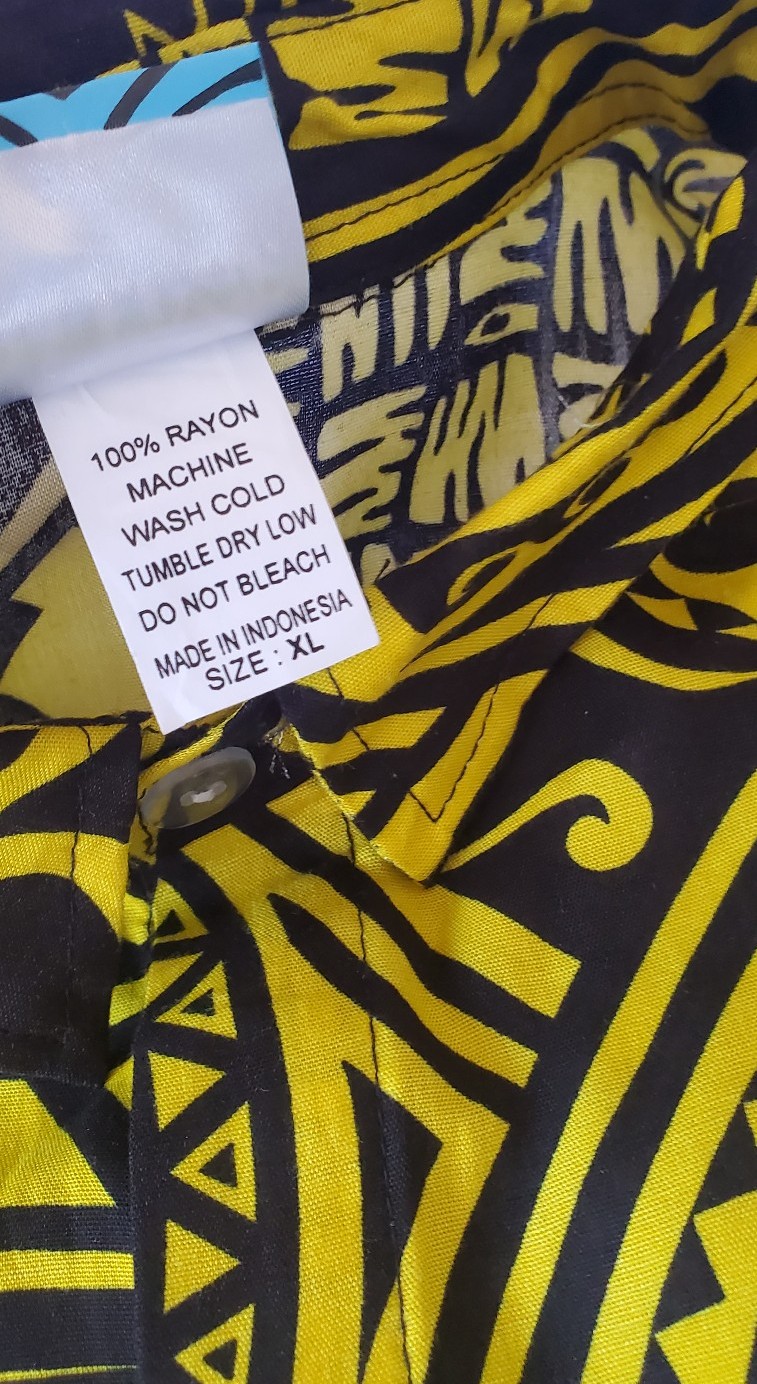 100% RAYON
MACHINE
WASH COLD
TUMBLE DRY LOW
DO NOT BLEACH
MADE IN INDONESIA
SIZE : XL